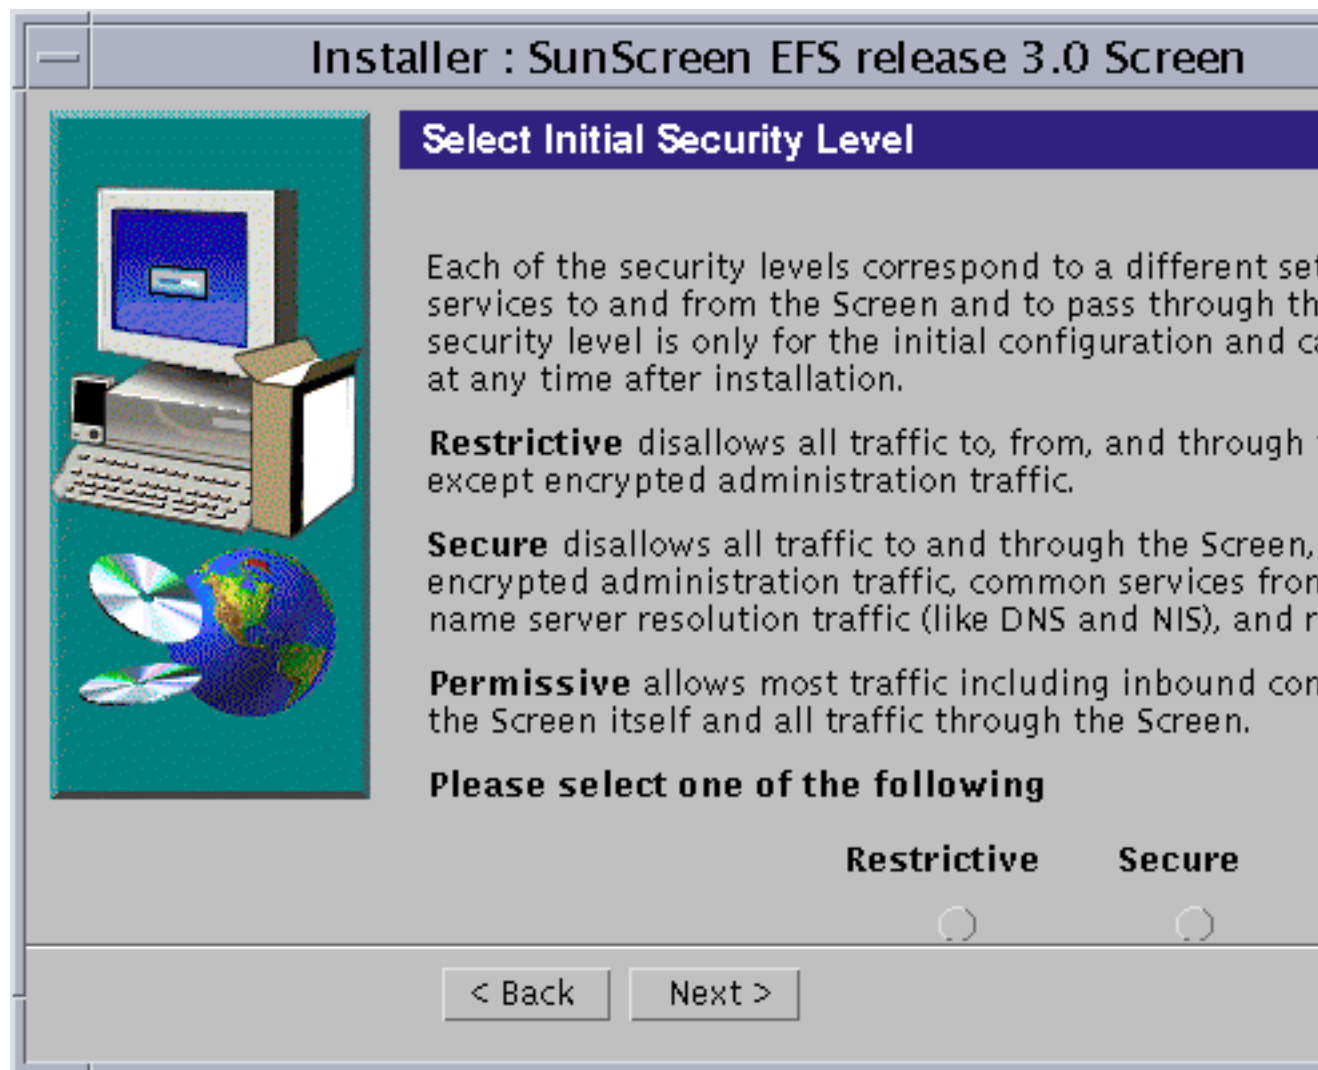 Installer : SunScreen EFS release 3.0 Screen
Select Initial Security Level
Each of the security levels correspond to a different set
services to and from the Screen and to pass through th
security level is only for the initial configuration and ca
at any time after installation.
Restrictive disallows all traffic to, from, and through
except encrypted administration traffic.
Secure disallows all traffic to and through the Screen,
encrypted administration traffic, common services from
name server resolution traffic (like DNS and NIS), and r
Permissive allows most traffic including inbound con
the Screen itself and all traffic through the Screen.
Please select one of the following
Restrictive Secure
< Back Next >